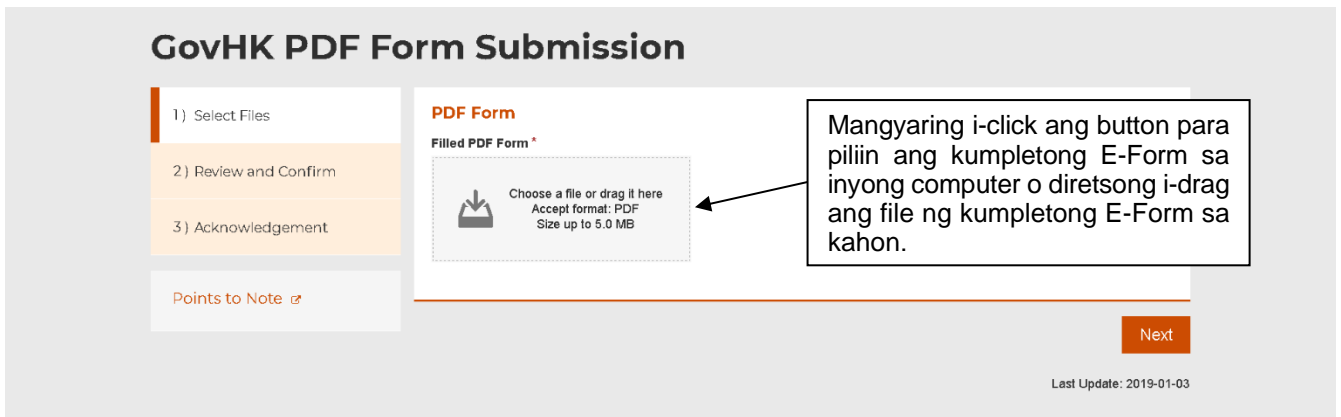 GovHK PDF Form Submission
1) Select Files
2) Review and Confirm
3) Acknowledgement
Points to Note
PDF Form
Filled PDF Form *
Choose a file or drag it here
Accept format: PDF
Size up to 5.0 MB
Mangyaring i-click ang button para
piliin ang kumpletong E-Form sa
inyong computer o diretsong i-drag
ang file ng kumpletong E-Form sa
kahon.
Next
Last Update: 2019-01-03